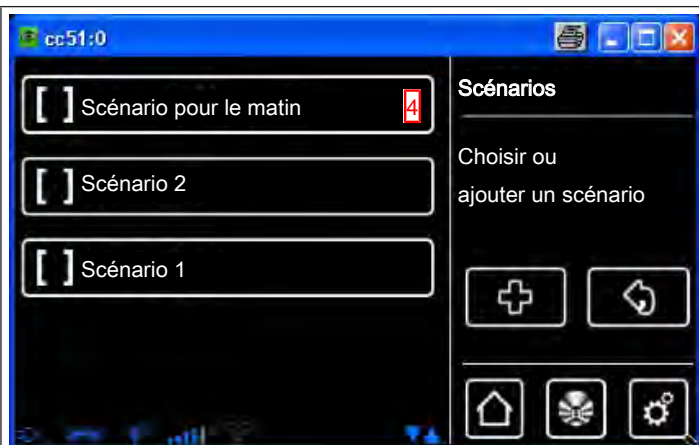 cc51:0
Scénario pour le matin 4
Scénario 2
Scénario 1
Scénarios
Choisir ou
ajouter un scénario